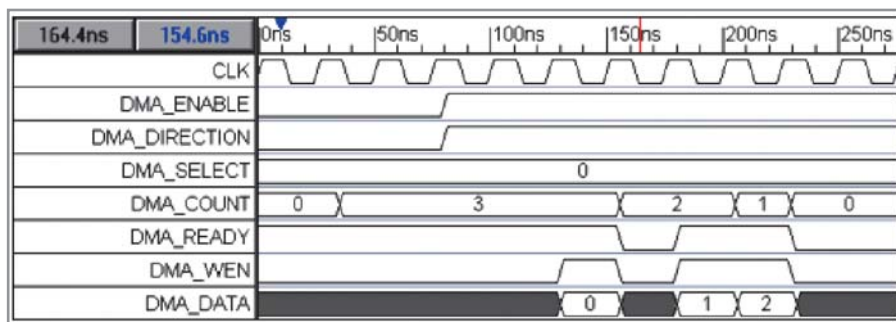 164.4ns 154.6ns 0ns 50ns 100ns 150ns 200ns 250ns
CLK
DMA_ENABLE
DMA_DIRECTION
DMA_SELECT 0
DMA_COUNT 0 3 2 1 0
DMA_READY
DMA_WEN
DMA_DATA 0 1 2